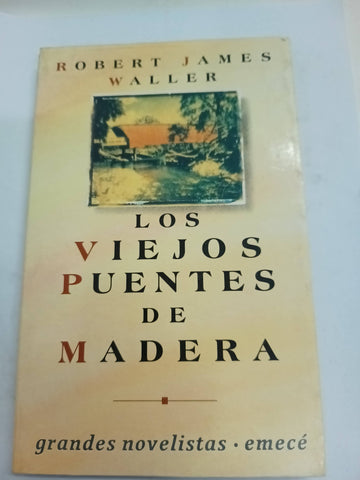 ROBERT JAMES
WALLER
LOS
VIEJOS
PUENTES
DE
MADERA
grandes novelistas · emecé